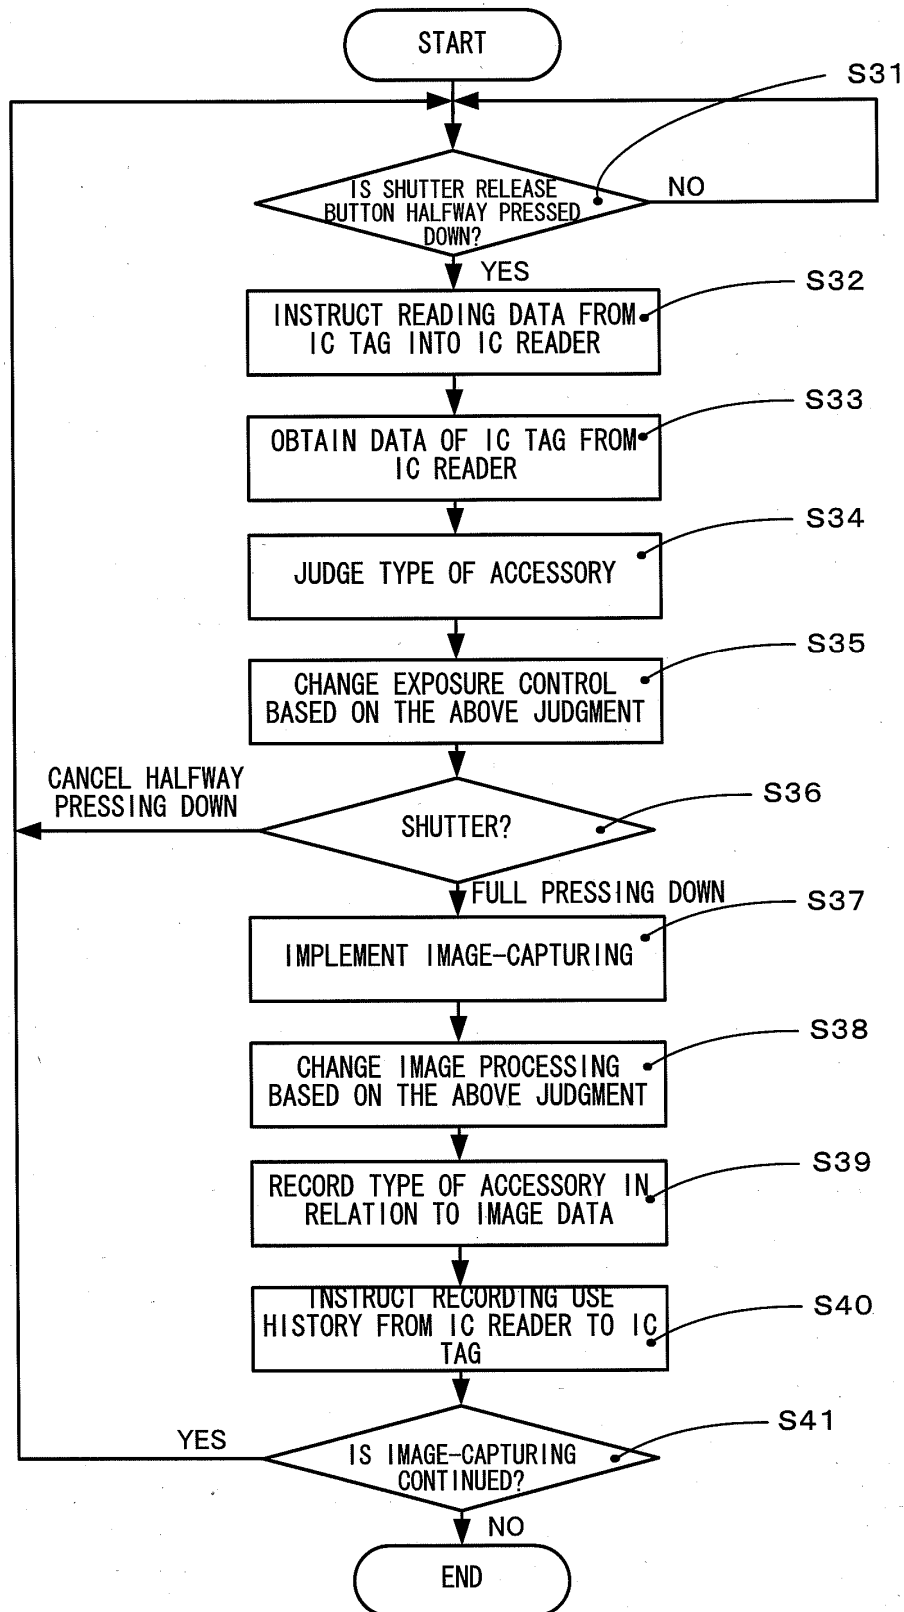 START
S31
IS SHUTTER RELEASE
BUTTON HALFWAY PRESSED
DOWN?
NO
YES
S32
INSTRUCT READING DATA FROM
IC TAG INTO IC READER
S33
OBTAIN DATA OF IC TAG FROM
IC READER
S34
JUDGE TYPE OF ACCESSORY
S35
CHANGE EXPOSURE CONTROL
BASED ON THE ABOVE JUDGMENT
CANCEL HALFWAY
PRESSING DOWN
S36
SHUTTER?
FULL PRESSING DOWN
S37
IMPLEMENT IMAGE-CAPTURING
S38
CHANGE IMAGE PROCESSING
BASED ON THE ABOVE JUDGMENT
S39
RECORD TYPE OF ACCESSORY IN
RELATION TO IMAGE DATA
S40
INSTRUCT RECORDING USE
HISTORY FROM IC READER TO IC
TAG
S41
YES
IS IMAGE-CAPTURING
CONTINUED?
NO
END